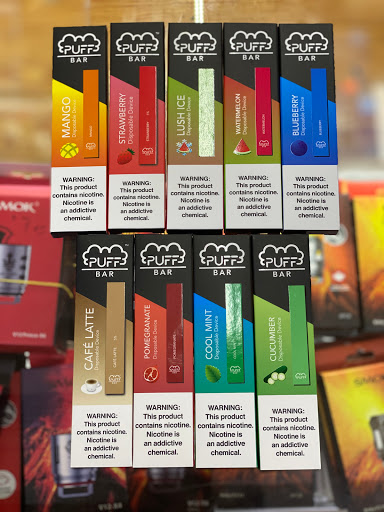 PUFF
BAR
MANGO
Disposable Device
MANGO
WARNING:
This product
contains nicotine.
Nicotine is
an addictive
chemical.
PUFF
BAR
STRAWBERRY
Disposable Device
STRAWBERRY
WARNING:
This product
contains nicotine.
Nicotine is
an addictive
chemical.
PUFF
BAR
LUSH ICE
Disposable Device
WARNING:
This product
contains nicotine.
Nicotine is
an addictive
chemical.
PUFF
BAR
WATERMELON
Disposable Device
WATERMELON
WARNING:
This product
contains nicotine.
Nicotine is
an addictive
chemical.
PUFF
BAR
BLUEBERRY
Disposable Device
BLUEBERRY
WARNING:
This product
contains nicotine.
Nicotine is
an addictive
chemical.
PUFF
BAR
CAFÉ LATTE
Disposable Device
CAFE LATTE
WARNING:
This product
contains nicotine.
Nicotine is
an addictive
chemical.
PUFF
BAR
POMEGRANATE
Disposable Device
POMEGRANATE
WARNING:
This product
contains nicotine.
Nicotine is
an addictive
chemical.
PUFF
BAR
COOL MINT
Disposable Device
WARNING:
This product
contains nicotine.
Nicotine is
an addictive
chemical.
PUFF
BAR
CUCUMBER
Disposable Device
WARNING:
This product
contains nicotine.
Nicotine is
an addictive
chemical.
SMOK